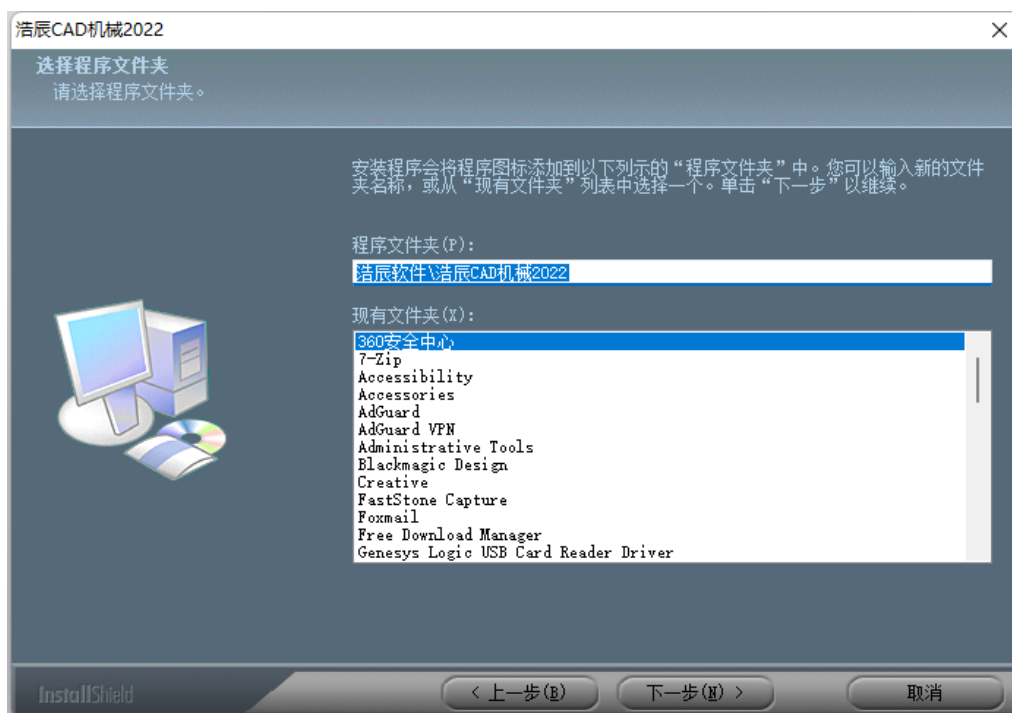 浩辰CAD机械2022
选择程序文件夹
请选择程序文件夹。
安装程序会将程序图标添加到以下列示的“程序文件夹”中。您可以输入新的文件
夹名称，或从“现有文件夹”列表中选择一个。单击“下一步”以继续。
程序文件夹(P)：
浩辰软件\浩辰CAD机械2022
现有文件夹(X)：
360安全中心
7-Zip
Accessibility
Accessories
AdGuard
AdGuard VPN
Administrative Tools
Blackmagic Design
Creative
FastStone Capture
Foxmail
Free Download Manager
Genesys Logic USB Card Reader Driver
InstallShield
< 上一步(B)
下一步(N) >
取消